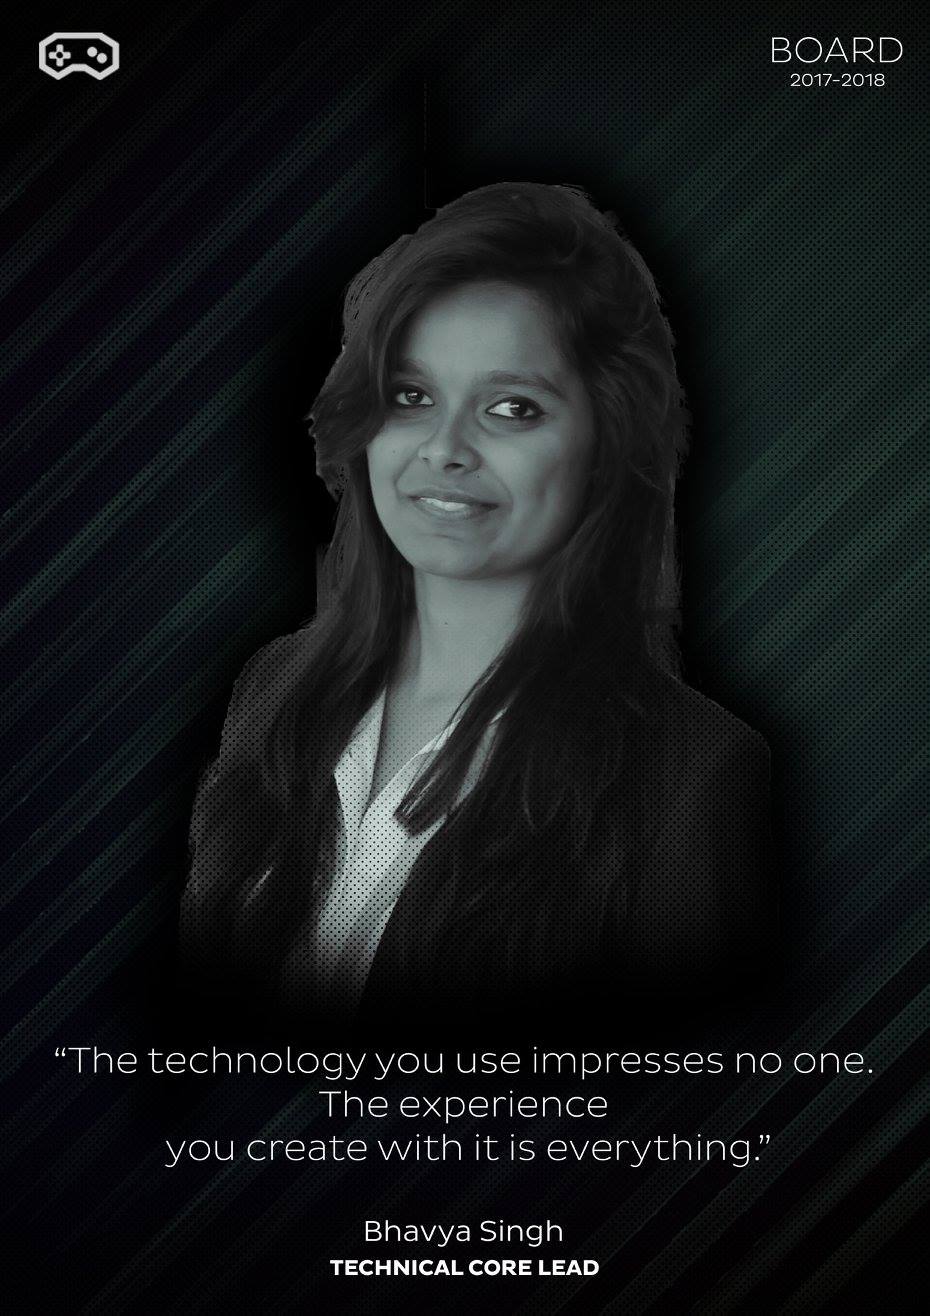 BOARD
2017-2018
“The technology you use impresses no one.
The experience
you create with it is everything.”
Bhavya Singh
TECHNICAL CORE LEAD